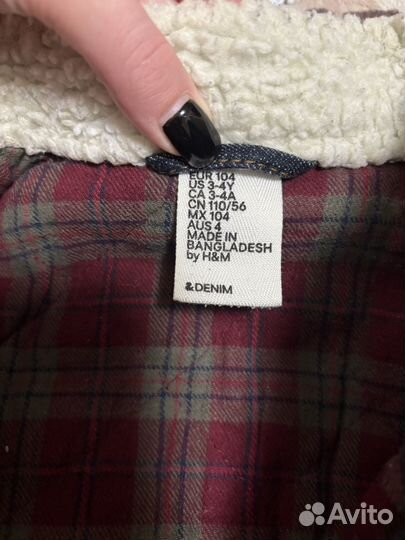 EUR 104
US 3-4Y
CA 3-4A
CN 110/56
MX 104
AUS 4
MADE IN
BANGLADESH
by H&M
&DENIM
Avito